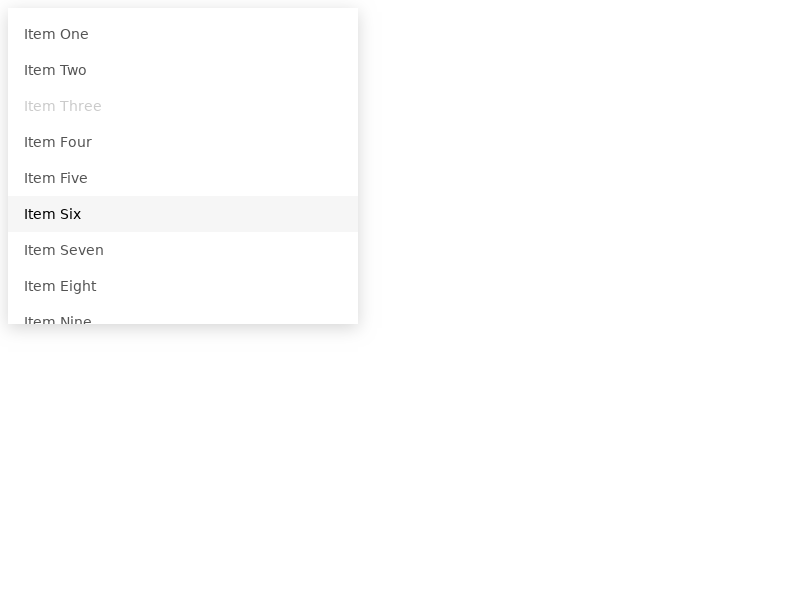 Item One
Item Two
Item Three
Item Four
Item Five
Item Six
Item Seven
Item Eight
Item Nine